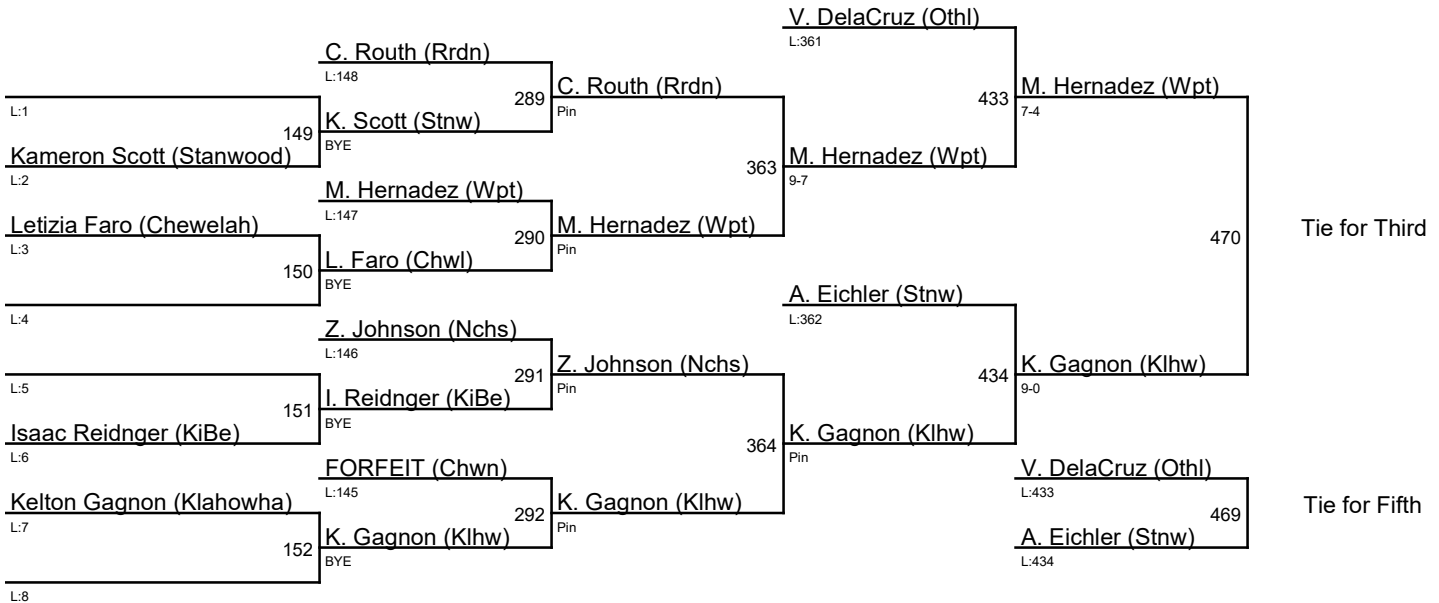 V. DelaCruz (Othl)
L:361
C. Routh (Rrdn)
L:148
C. Routh (Rrdn)
289
Pin
433
M. Hernadez (Wpt)
7-4
L:1
K. Scott (Stnw)
149
BYE
Kameron Scott (Stanwood)
L:2
M. Hernadez (Wpt)
363
9-7
M. Hernadez (Wpt)
L:147
Letizia Faro (Chewelah)
L:3
M. Hernadez (Wpt)
290
Pin
470
Tie for Third
L. Faro (Chwl)
150
BYE
A. Eichler (Stnw)
L:362
L:4
Z. Johnson (Nchs)
L:146
Z. Johnson (Nchs)
291
Pin
434
K. Gagnon (Klhw)
9-0
L:5
I. Reidnger (KiBe)
151
BYE
Isaac Reidnger (KiBe)
L:6
K. Gagnon (Klhw)
364
Pin
FORFEIT (Chwn)
L:145
V. DelaCruz (Othl)
L:433
Kelton Gagnon (Klahowha)
L:7
K. Gagnon (Klhw)
292
Pin
469
Tie for Fifth
K. Gagnon (Klhw)
152
BYE
A. Eichler (Stnw)
L:434
L:8